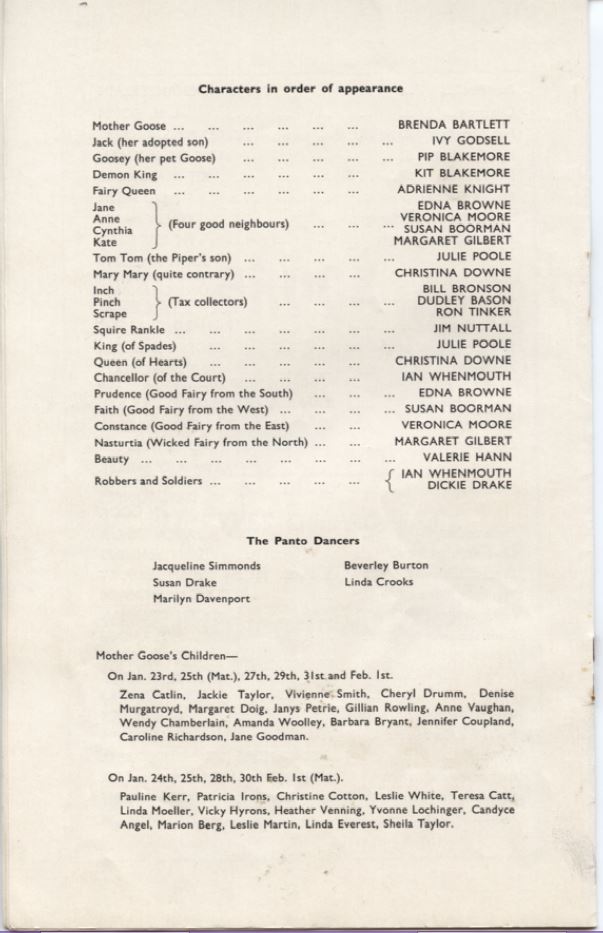 Characters in order of appearance
Mother Goose ... ... ... ... ... ... BRENDA BARTLETT
Jack (her adopted son) ... ... ... ... ... IVY GODSELL
Goosey (her pet Goose) ... ... ... ... ... PIP BLAKEMORE
Demon King ... ... ... ... ... ... KIT BLAKEMORE
Fairy Queen ... ... ... ... ... ... ADRIENNE KNIGHT
Jane EDNA BROWNE
Anne VERONICA MOORE
(Four good neighbours) ... ... ...
Cynthia SUSAN BOORMAN
Kate MARGARET GILBERT
Tom Tom (the Piper's son) ... ... ... ... ... JULIE POOLE
Mary Mary (quite contrary) ... ... ... ... CHRISTINA DOWNE
Inch BILL BRONSON
Pinch (Tax collectors) ... ... ... ... DUDLEY BASON
Scrape RON TINKER
Squire Rankle ... ... ... ... ... ... ... JIM NUTTALL
King (of Spades) ... ... ... ... ... ... JULIE POOLE
Queen (of Hearts) ... ... ... ... ... CHRISTINA DOWNE
Chancellor (of the Court) ... ... ... ... IAN WHENMOUTH
Prudence (Good Fairy from the South) ... ... ... EDNA BROWNE
Faith (Good Fairy from the West) ... ... ... ... SUSAN BOORMAN
Constance (Good Fairy from the East) ... ... VERONICA MOORE
Nasturtia (Wicked Fairy from the North) ... ... MARGARET GILBERT
Beauty ... ... ... ... ... ... ... ... VALERIE HANN
IAN WHENMOUTH
Robbers and Soldiers ... ... ... ... ...
DICKIE DRAKE
The Panto Dancers
Jacqueline Simmonds Beverley Burton
Susan Drake Linda Crooks
Marilyn Davenport
Mother Goose's Children—
On Jan. 23rd, 25th (Mat.), 27th, 29th, 31st and Feb. 1st.
Zena Catlin, Jackie Taylor, Vivienne Smith, Cheryl Drumm, Denise
Murgatroyd, Margaret Doig, Janys Petrie, Gillian Rowling, Anne Vaughan,
Wendy Chamberlain, Amanda Woolley, Barbara Bryant, Jennifer Coupland,
Caroline Richardson, Jane Goodman.
On Jan. 24th, 25th, 28th, 30th Feb. 1st (Mat.).
Pauline Kerr, Patricia Irons, Christine Cotton, Leslie White, Teresa Catt,
Linda Moeller, Vicky Hyrons, Heather Venning, Yvonne Lochinger, Candyce
Angel, Marion Berg, Leslie Martin, Linda Everest, Sheila Taylor.